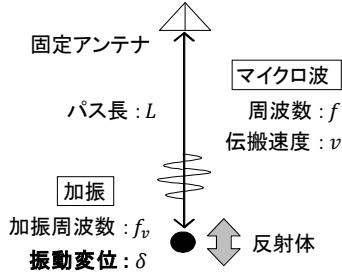 固定アンテナ
マイクロ波
周波数 : f
伝搬速度 : v
パス長 : L
加振
加振周波数 : fᵥ
振動変位 : δ
反射体